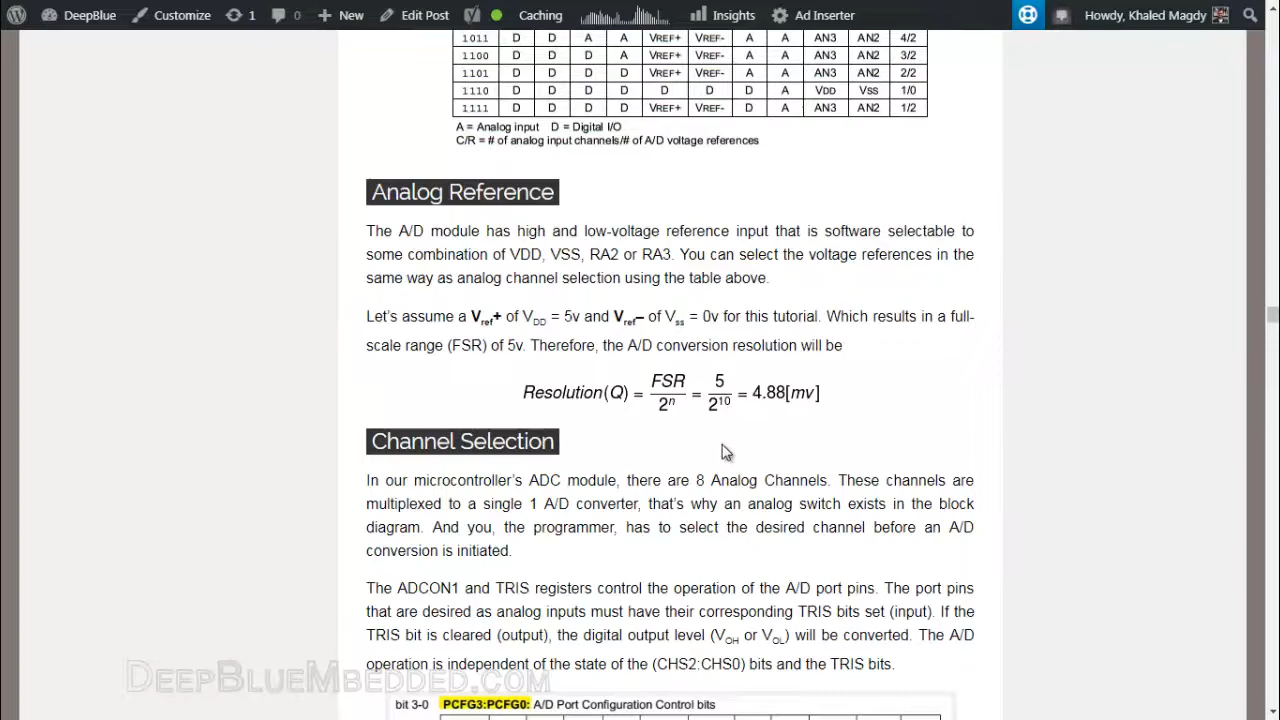 DeepBlue Customize 1 0 New Edit Post Caching Insights Ad Inserter Howdy, Khaled Magdy
1011 D D A A VREF+ VREF- A A AN3 AN2 4/2
1100 D D D A VREF+ VREF- A A AN3 AN2 3/2
1101 D D D D VREF+ VREF- A A AN3 AN2 2/2
1110 D D D D D D D A VDD VSS 1/0
1111 D D D D VREF+ VREF- D A AN3 AN2 1/2
A = Analog input D = Digital I/O
C/R = # of analog input channels/# of A/D voltage references
Analog Reference
The A/D module has high and low-voltage reference input that is software selectable to
some combination of VDD, VSS, RA2 or RA3. You can select the voltage references in the
same way as analog channel selection using the table above.
Let's assume a Vref+ of VDD = 5v and Vref– of Vss = 0v for this tutorial. Which results in a full-
scale range (FSR) of 5v. Therefore, the A/D conversion resolution will be
Resolution(Q) = FSR/2^n = 5/2^10 = 4.88[mv]
Channel Selection
In our microcontroller's ADC module, there are 8 Analog Channels. These channels are
multiplexed to a single 1 A/D converter, that's why an analog switch exists in the block
diagram. And you, the programmer, has to select the desired channel before an A/D
conversion is initiated.
The ADCON1 and TRIS registers control the operation of the A/D port pins. The port pins
that are desired as analog inputs must have their corresponding TRIS bits set (input). If the
TRIS bit is cleared (output), the digital output level (VOH or VOL) will be converted. The A/D
operation is independent of the state of the (CHS2:CHS0) bits and the TRIS bits.
DeepBlueMbedded.com
bit 3-0 PCFG3:PCFG0: A/D Port Configuration Control bits